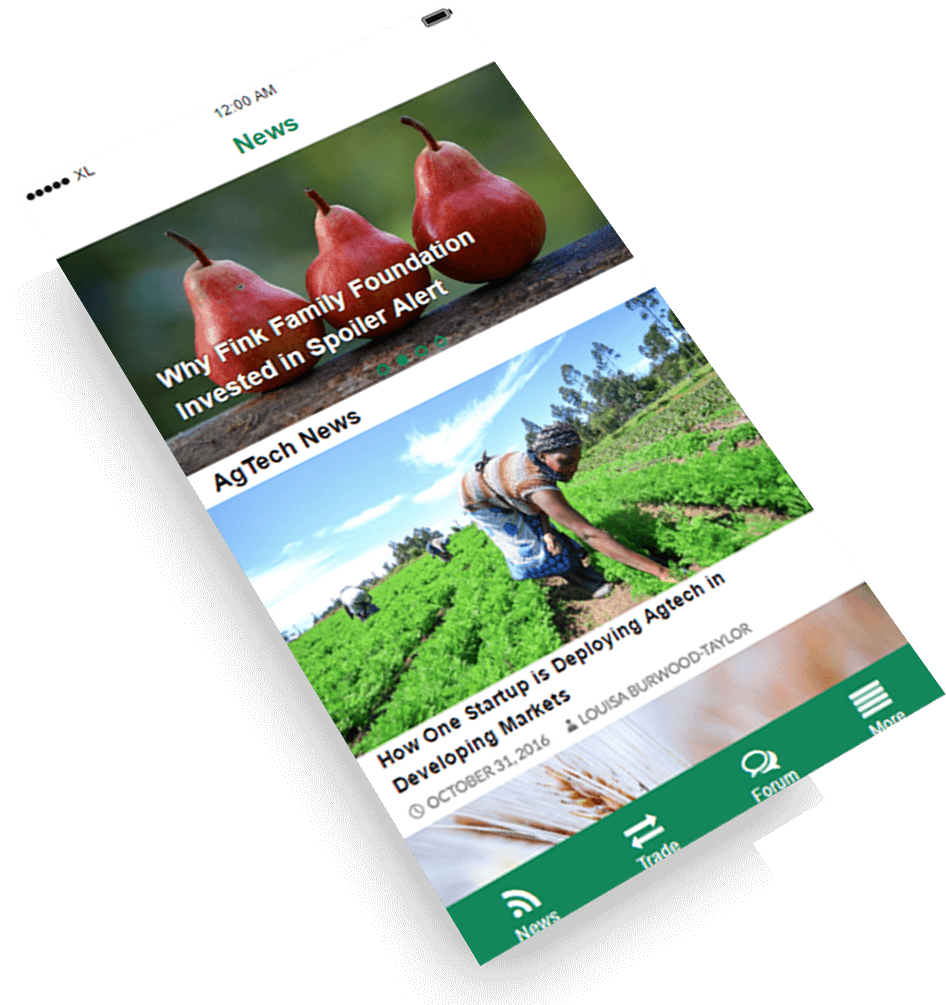 XL
12:00 AM
News
Why Fink Family Foundation
Invested in Spoiler Alert
AgTech News
How One Startup is Deploying Agtech in
Developing Markets
OCTOBER 31, 2016 LOUISA BURWOOD-TAYLOR
News
Trade
Forum
More